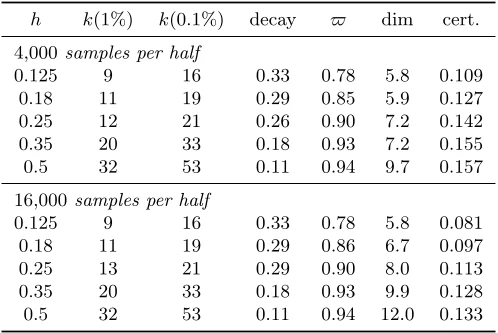 h k(1%) k(0.1%) decay ϖ dim cert.
4,000 samples per half
0.125 9 16 0.33 0.78 5.8 0.109
0.18 11 19 0.29 0.85 5.9 0.127
0.25 12 21 0.26 0.90 7.2 0.142
0.35 20 33 0.18 0.93 7.2 0.155
0.5 32 53 0.11 0.94 9.7 0.157
16,000 samples per half
0.125 9 16 0.33 0.78 5.8 0.081
0.18 11 19 0.29 0.86 6.7 0.097
0.25 13 21 0.29 0.90 8.0 0.113
0.35 20 33 0.18 0.93 9.9 0.128
0.5 32 53 0.11 0.94 12.0 0.133